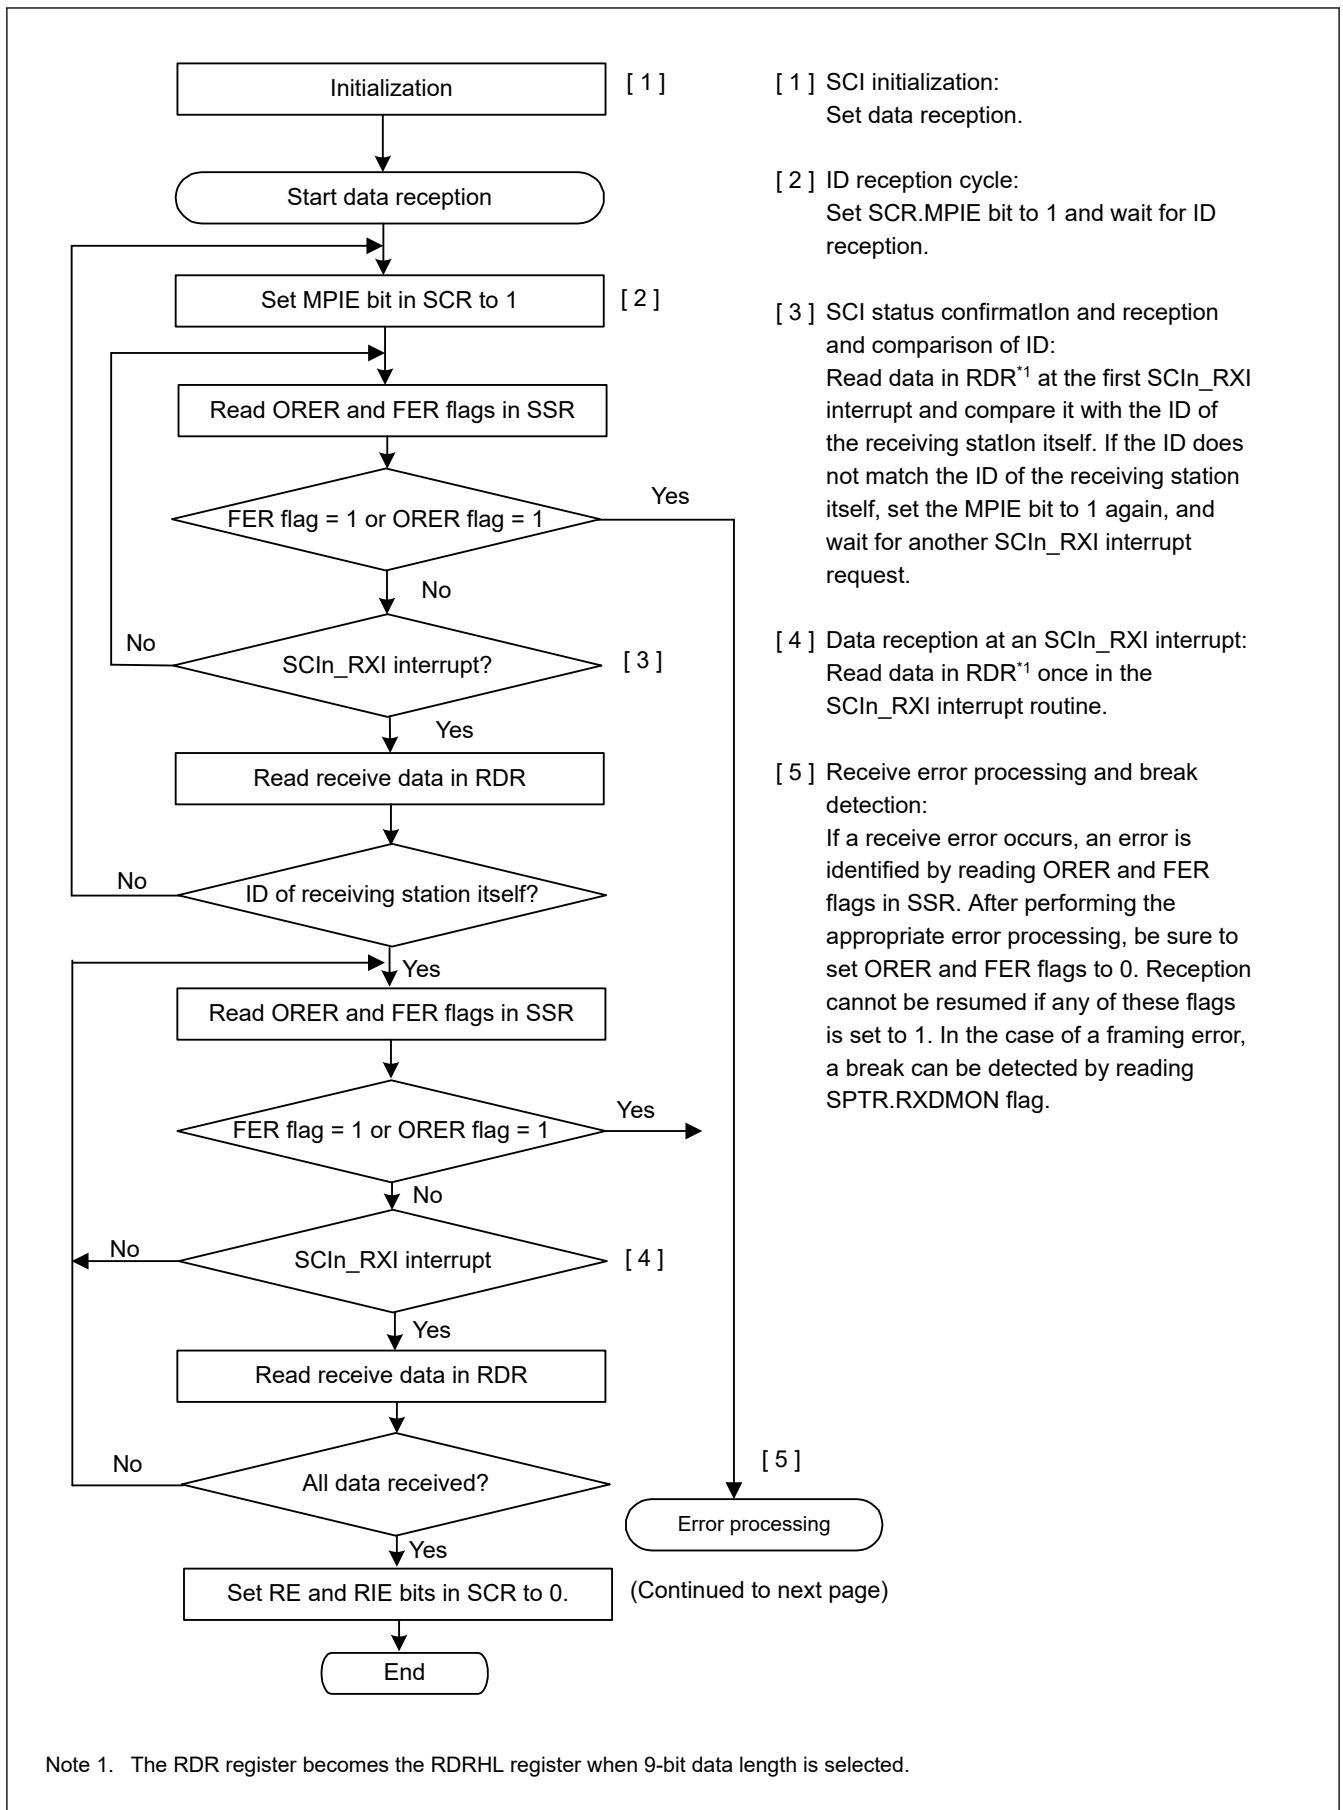 Initialization
[ 1 ]
Start data reception
Set MPIE bit in SCR to 1
[ 2 ]
Read ORER and FER flags in SSR
FER flag = 1 or ORER flag = 1
Yes
No
SCIn_RXI interrupt?
[ 3 ]
No
Yes
Read receive data in RDR
ID of receiving station itself?
No
Yes
Read ORER and FER flags in SSR
FER flag = 1 or ORER flag = 1
Yes
No
SCIn_RXI interrupt
[ 4 ]
No
Yes
Read receive data in RDR
All data received?
No
Yes
[ 5 ]
Error processing
Set RE and RIE bits in SCR to 0.
(Continued to next page)
End
[ 1 ] SCI initialization:
Set data reception.
[ 2 ] ID reception cycle:
Set SCR.MPIE bit to 1 and wait for ID
reception.
[ 3 ] SCI status confirmatIon and reception
and comparison of ID:
Read data in RDR*1 at the first SCIn_RXI
interrupt and compare it with the ID of
the receiving statIon itself. If the ID does
not match the ID of the receiving station
itself, set the MPIE bit to 1 again, and
wait for another SCIn_RXI interrupt
request.
[ 4 ] Data reception at an SCIn_RXI interrupt:
Read data in RDR*1 once in the
SCIn_RXI interrupt routine.
[ 5 ] Receive error processing and break
detection:
If a receive error occurs, an error is
identified by reading ORER and FER
flags in SSR. After performing the
appropriate error processing, be sure to
set ORER and FER flags to 0. Reception
cannot be resumed if any of these flags
is set to 1. In the case of a framing error,
a break can be detected by reading
SPTR.RXDMON flag.
Note 1. The RDR register becomes the RDRHL register when 9-bit data length is selected.